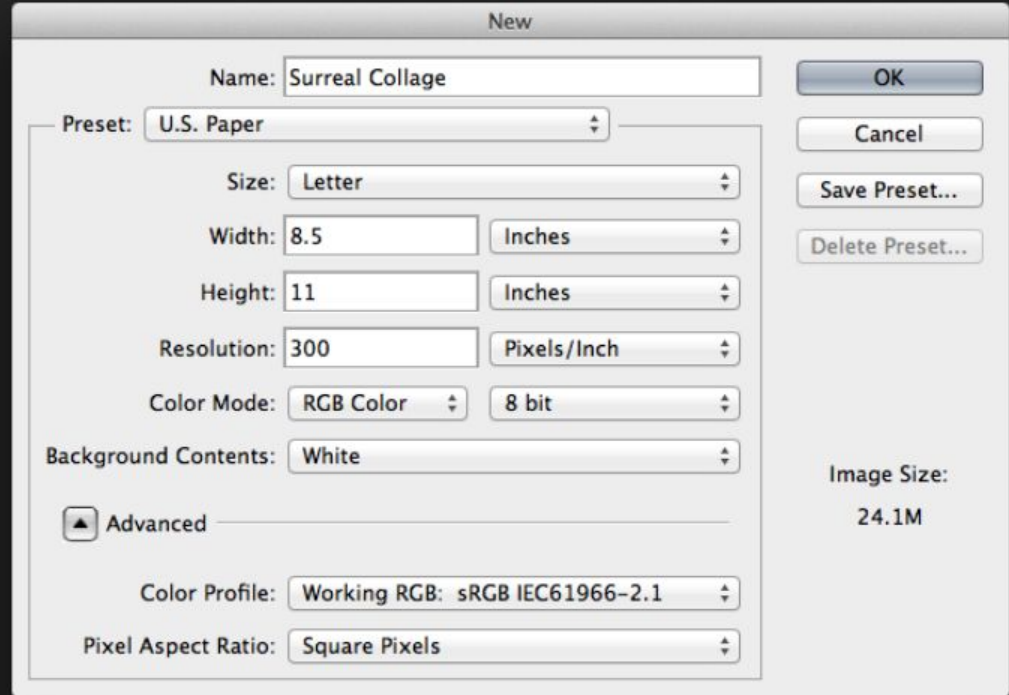 New
Name: Surreal Collage
OK
Preset: U.S. Paper
Cancel
Size: Letter
Save Preset...
Width: 8.5 Inches
Delete Preset...
Height: 11 Inches
Resolution: 300 Pixels/Inch
Color Mode: RGB Color 8 bit
Background Contents: White
Image Size:
24.1M
Advanced
Color Profile: Working RGB: sRGB IEC61966-2.1
Pixel Aspect Ratio: Square Pixels